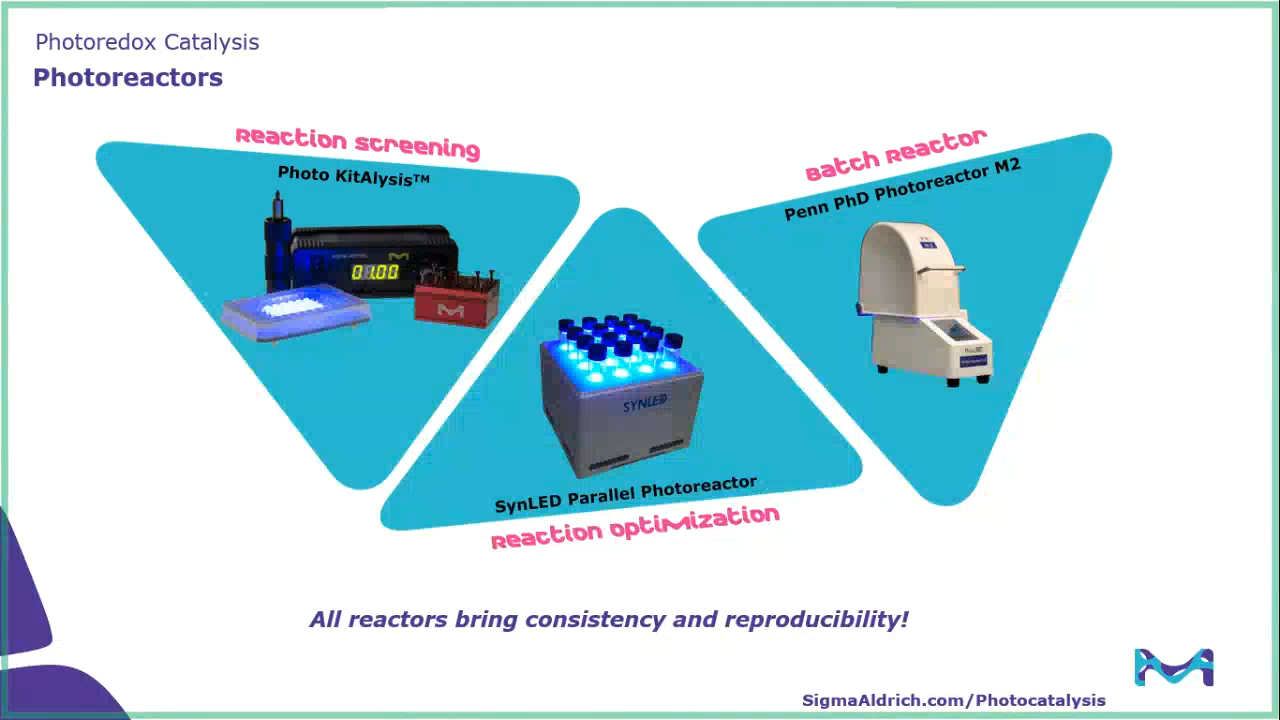 Photoredox Catalysis
Photoreactors
Reaction Screening
Photo KitAlysis™
01.00
Batch Reactor
Penn PhD Photoreactor M2
SYNLED
SynLED Parallel Photoreactor
Reaction Optimization
All reactors bring consistency and reproducibility!
SigmaAldrich.com/Photocatalysis